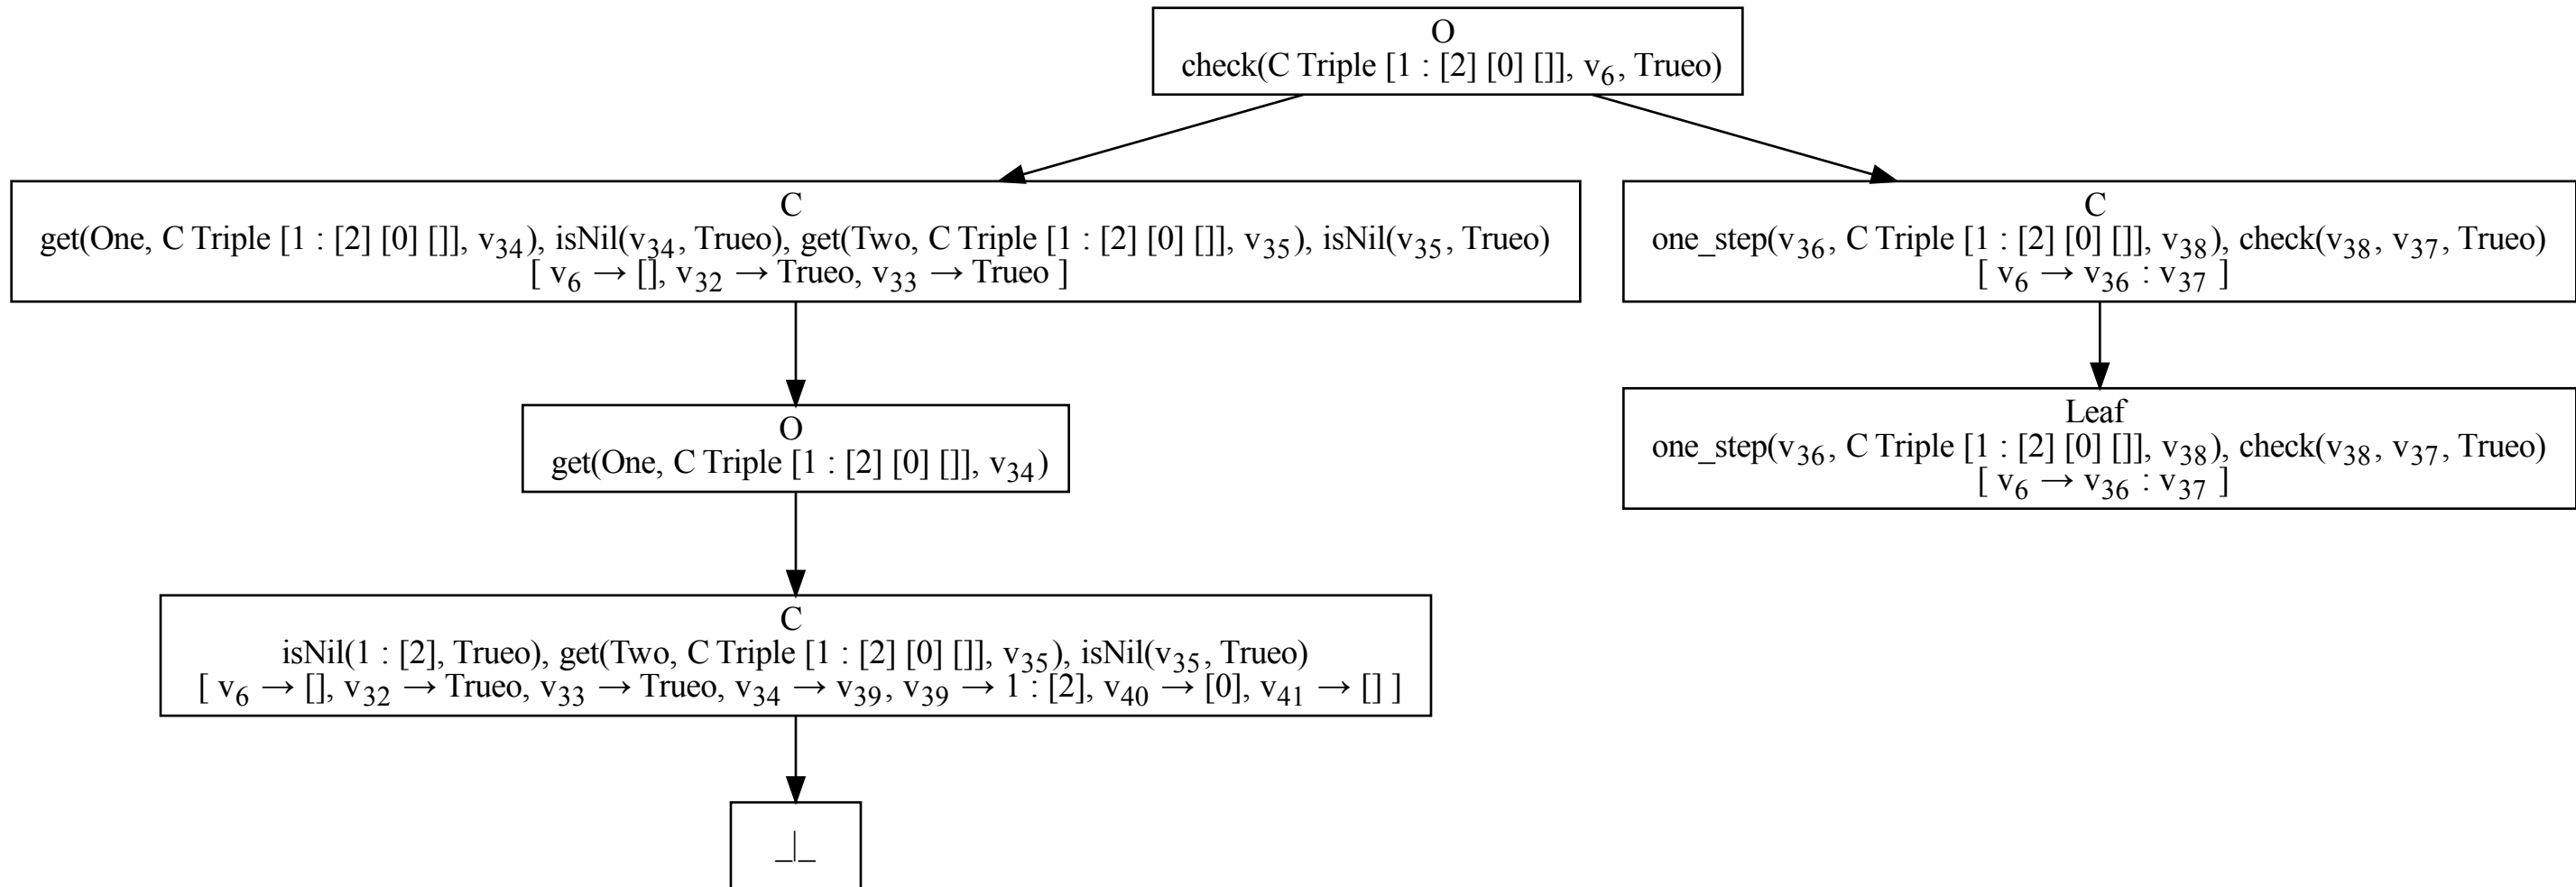 O
check(C Triple [1 : [2] [0] []], v6, Trueo)
C
get(One, C Triple [1 : [2] [0] []], v34), isNil(v34, Trueo), get(Two, C Triple [1 : [2] [0] []], v35), isNil(v35, Trueo)
[ v6 → [], v32 → Trueo, v33 → Trueo ]
C
one_step(v36, C Triple [1 : [2] [0] []], v38), check(v38, v37, Trueo)
[ v6 → v36 : v37 ]
O
get(One, C Triple [1 : [2] [0] []], v34)
Leaf
one_step(v36, C Triple [1 : [2] [0] []], v38), check(v38, v37, Trueo)
[ v6 → v36 : v37 ]
C
isNil(1 : [2], Trueo), get(Two, C Triple [1 : [2] [0] []], v35), isNil(v35, Trueo)
[ v6 → [], v32 → Trueo, v33 → Trueo, v34 → v39, v39 → 1 : [2], v40 → [0], v41 → [] ]
_|_